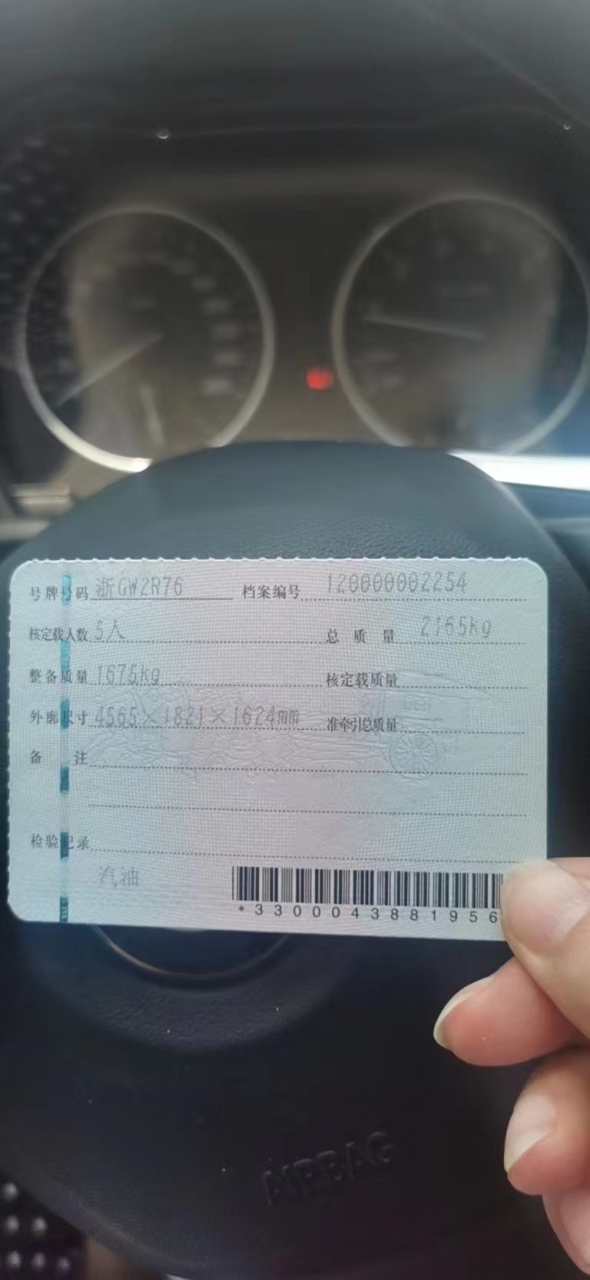 号牌号码 浙GW2R76 档案编号 120000002254
核定载人数 5人 总质量 2165kg
整备质量 1675kg 核定载质量
外廓尺寸 4565×1821×1624mm 准牵引总质量
备注
检验记录
汽油
*3300043881956
AIRBAG